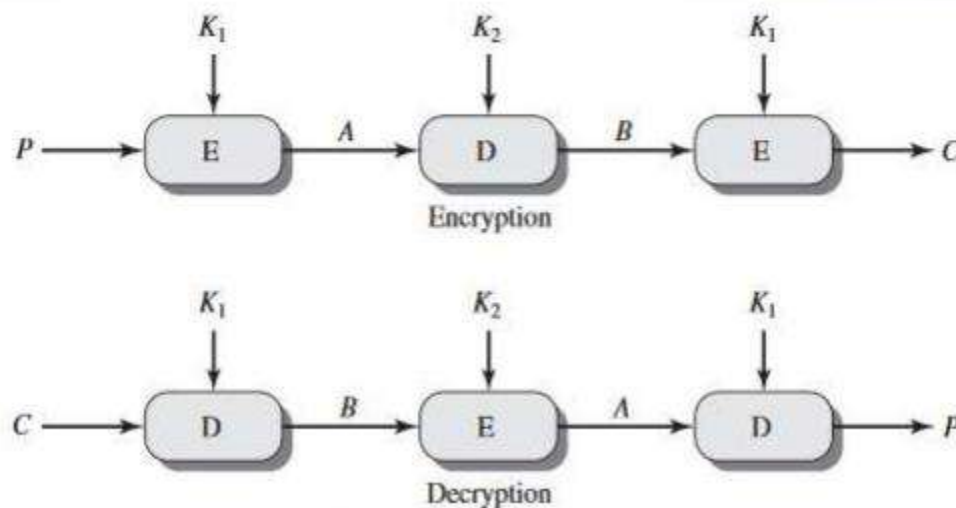 K₁ K₂ K₁
P E A D B E C
Encryption
K₁ K₂ K₁
C D B E A D P
Decryption